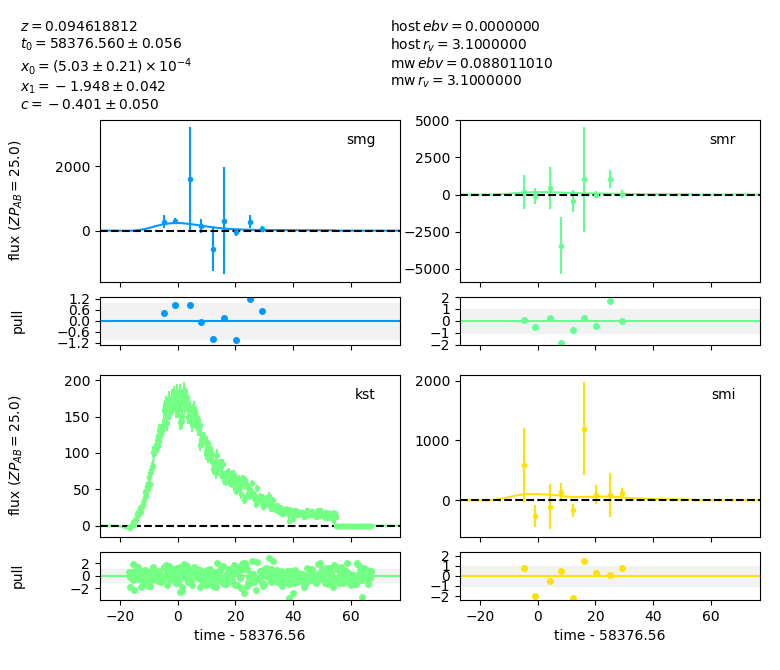 z = 0.094618812
t₀ = 58376.560 ± 0.056
x₀ = (5.03 ± 0.21) × 10⁻⁴
x₁ = −1.948 ± 0.042
c = −0.401 ± 0.050
host ebv = 0.0000000
host r_v = 3.1000000
mw ebv = 0.088011010
mw r_v = 3.1000000
flux (ZP_AB = 25.0)
2000
0
smg
5000
2500
0
−2500
−5000
smr
pull
1.2
0.6
0.0
−0.6
−1.2
2
1
0
−1
−2
flux (ZP_AB = 25.0)
200
150
100
50
0
kst
2000
1000
0
smi
pull
2
0
−2
2
1
0
−1
−2
−20 0 20 40 60
−20 0 20 40 60
time - 58376.56
time - 58376.56